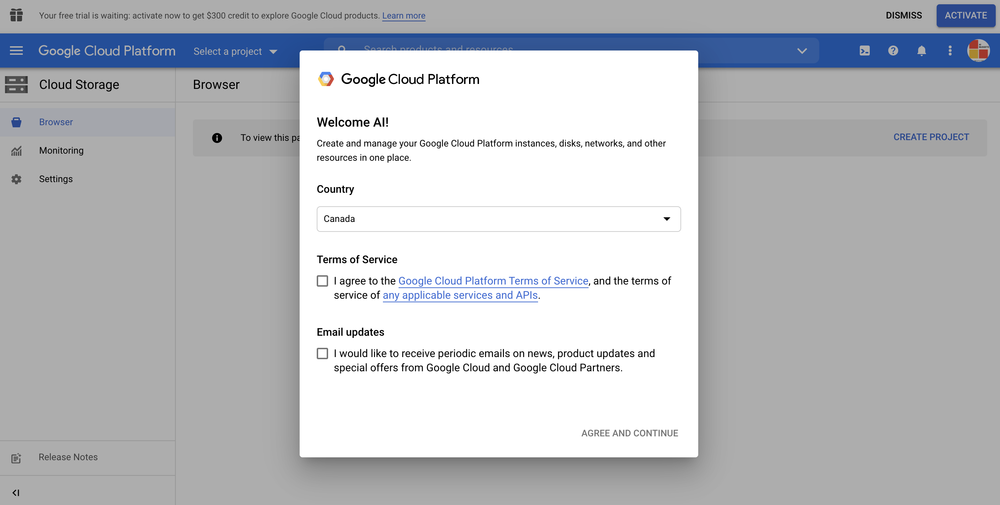 Your free trial is waiting: activate now to get $300 credit to explore Google Cloud products. Learn more
DISMISS
ACTIVATE
Google Cloud Platform
Select a project
Search products and resources
Cloud Storage
Browser
Browser
Monitoring
Settings
To view this pa
CREATE PROJECT
Google Cloud Platform
Welcome AI!
Create and manage your Google Cloud Platform instances, disks, networks, and other
resources in one place.
Country
Canada
Terms of Service
I agree to the Google Cloud Platform Terms of Service, and the terms of
service of any applicable services and APIs.
Email updates
I would like to receive periodic emails on news, product updates and
special offers from Google Cloud and Google Cloud Partners.
AGREE AND CONTINUE
Release Notes
AI
NUGGETS